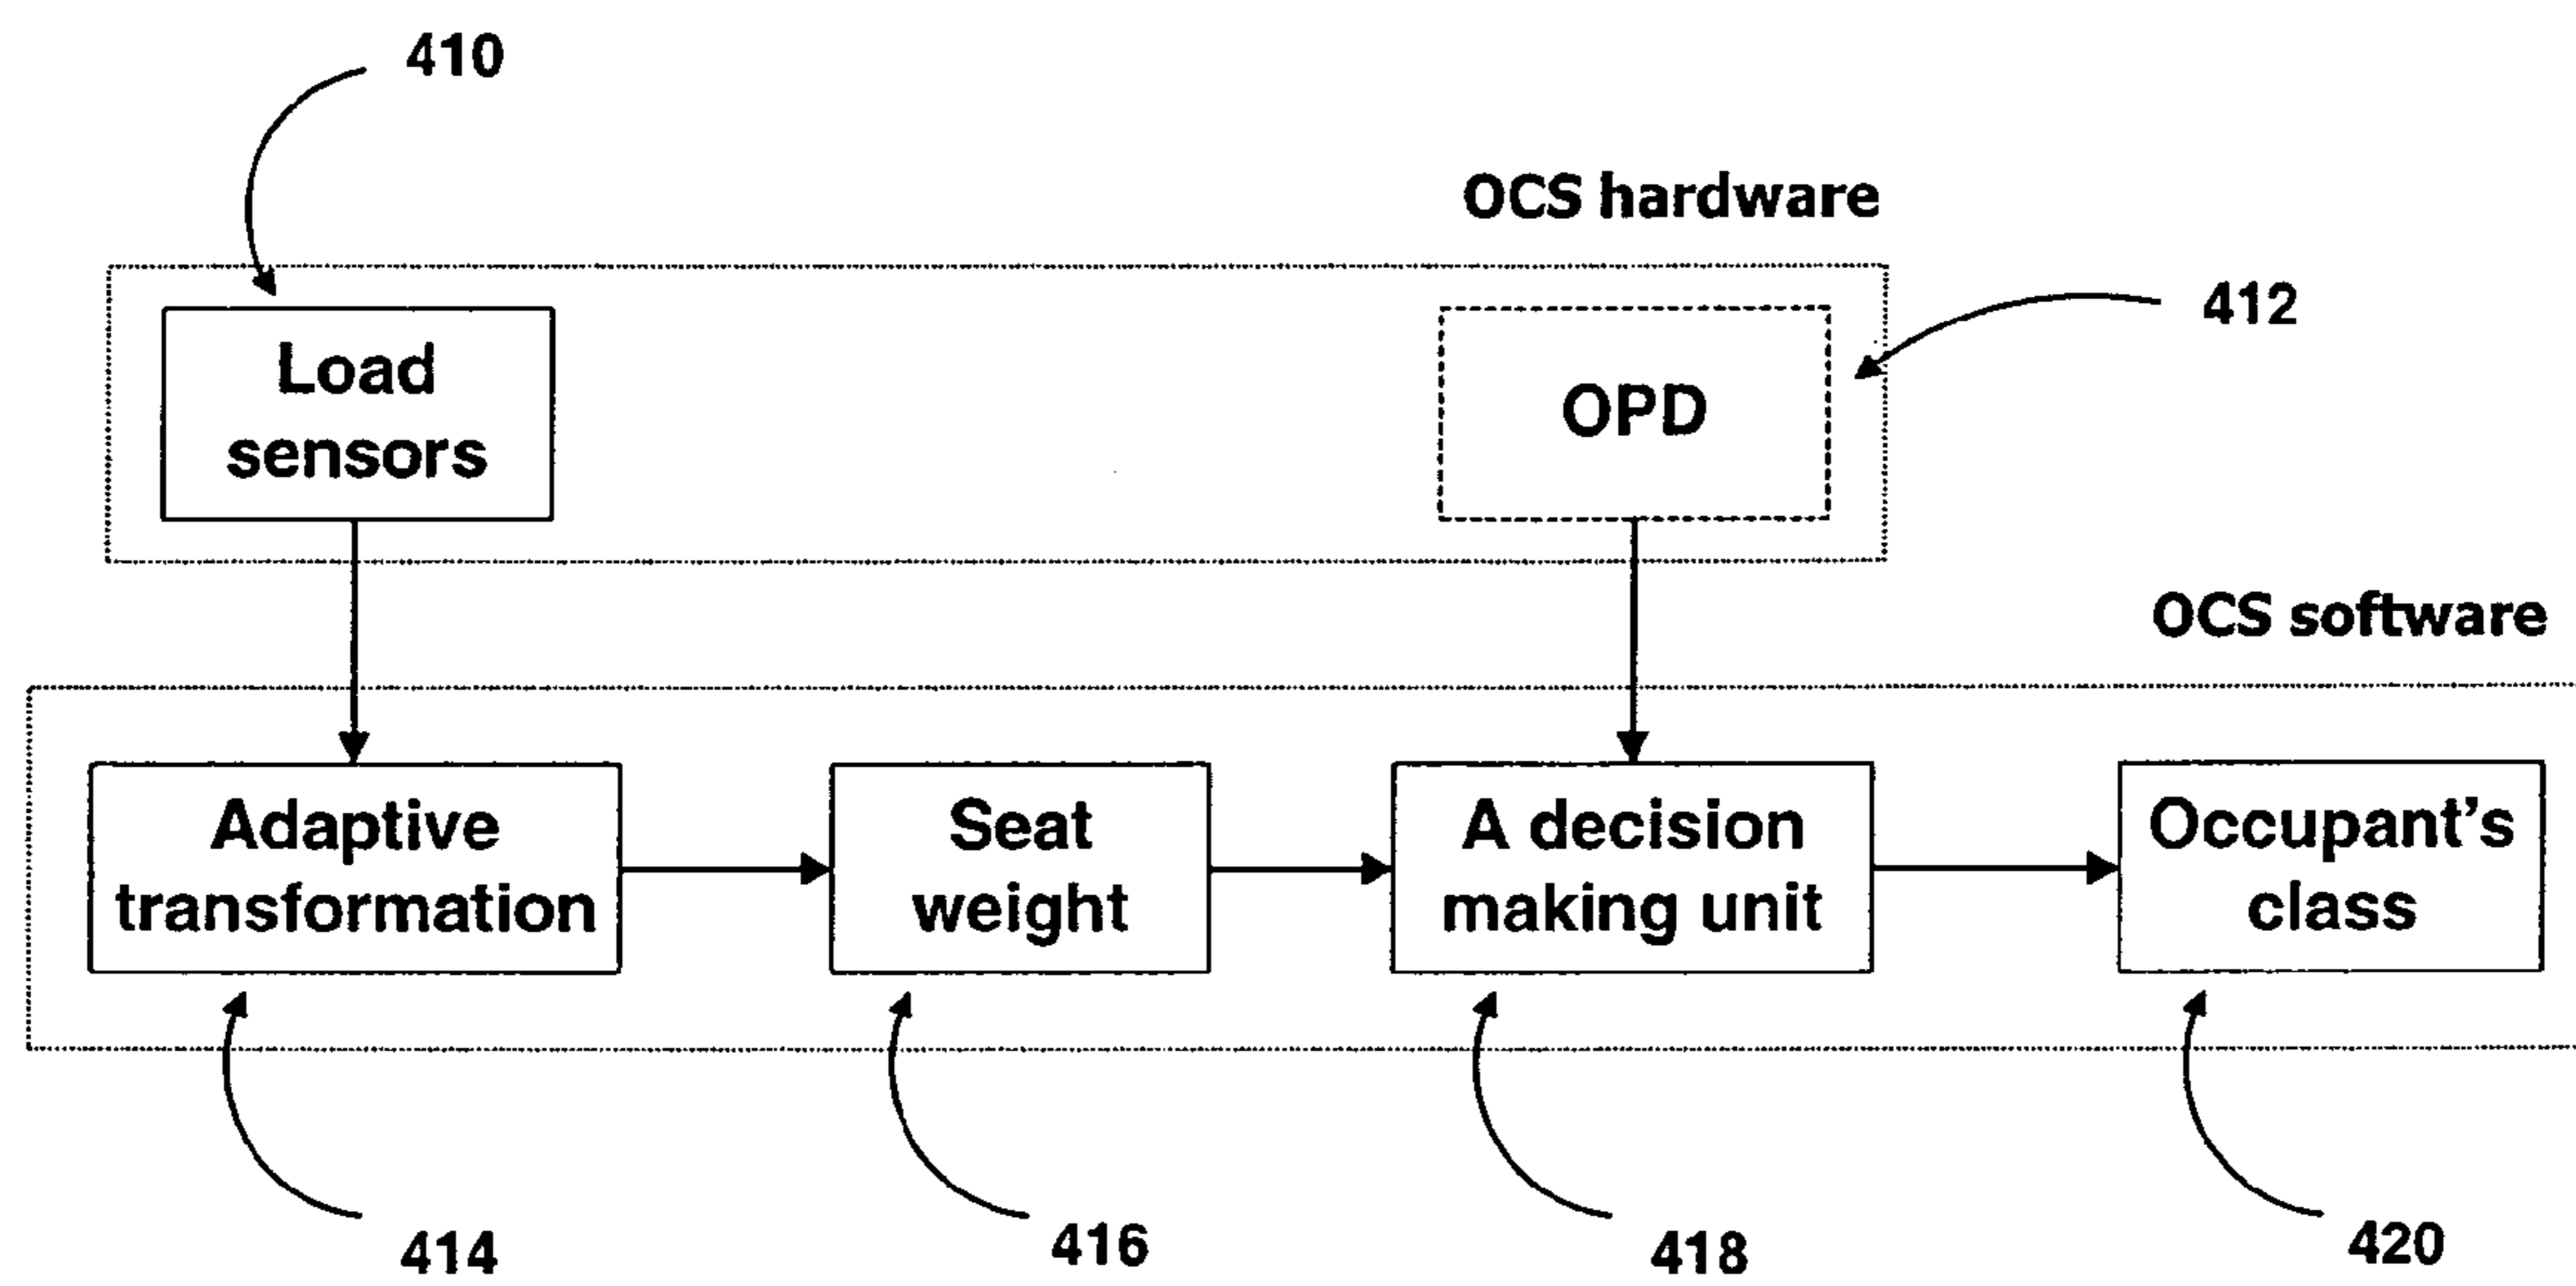 410
OCS hardware
412
Load
sensors
OPD
OCS software
Adaptive
transformation
Seat
weight
A decision
making unit
Occupant's
class
414
416
418
420